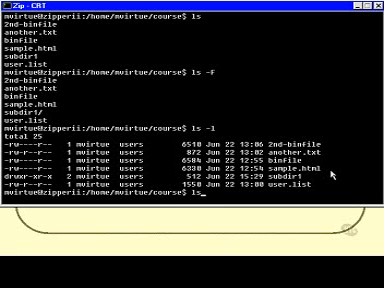 Zip - CRT
mvirtue@zipperii:/home/mvirtue/course$ ls
2nd-binfile
another.txt
binfile
sample.html
subdir1
user.list
mvirtue@zipperii:/home/mvirtue/course$ ls -F
2nd-binfile
another.txt
binfile
sample.html
subdir1/
user.list
mvirtue@zipperii:/home/mvirtue/course$ ls -l
total 25
-rw----r-- 1 mvirtue users 6510 Jun 22 13:06 2nd-binfile
-rw-r--r-- 1 mvirtue users 872 Jun 22 13:02 another.txt
-rw----r-- 1 mvirtue users 6584 Jun 22 12:55 binfile
-rw----r-- 1 mvirtue users 6330 Jun 22 12:54 sample.html
drwxr-xr-x 2 mvirtue users 512 Jun 22 15:29 subdir1
-rw-r--r-- 1 mvirtue users 1550 Jun 22 13:00 user.list
mvirtue@zipperii:/home/mvirtue/course$ ls_